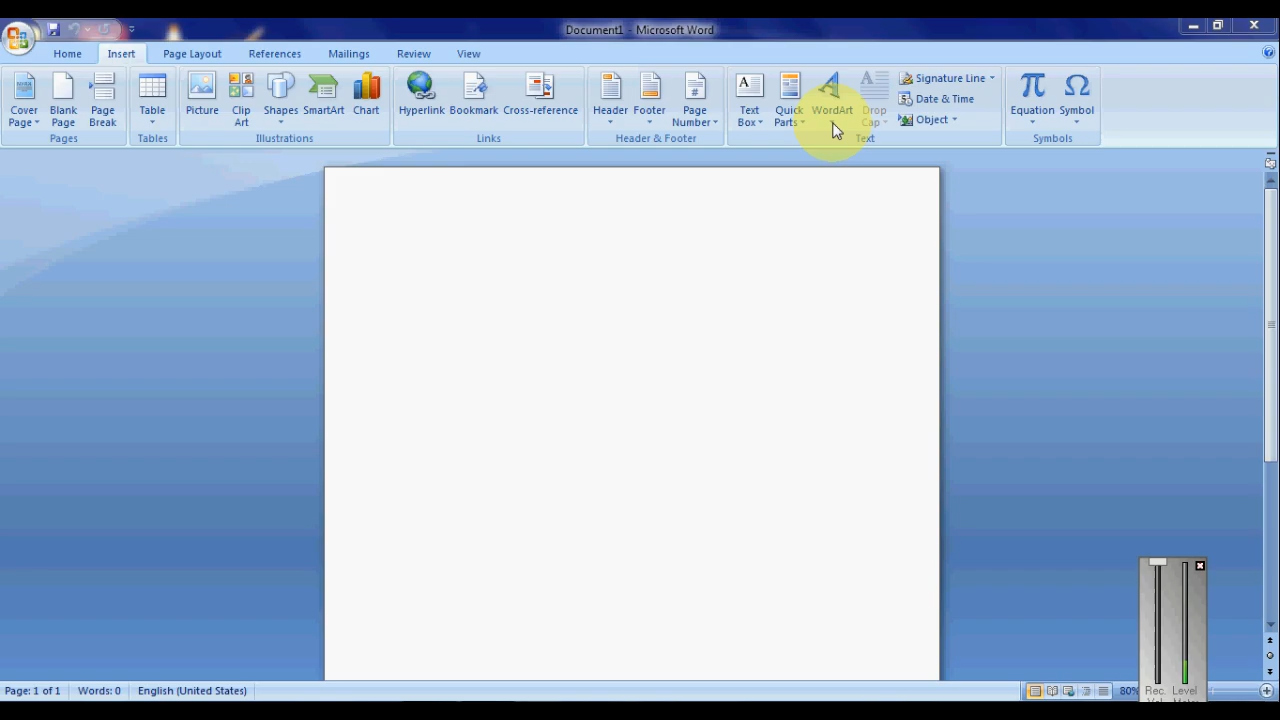 Document1 - Microsoft Word
Home Insert Page Layout References Mailings Review View
Cover Page
Blank Page
Page Break
Pages
Table
Tables
Picture
Clip Art
Shapes
SmartArt
Chart
Illustrations
Hyperlink
Bookmark
Cross-reference
Links
Header
Footer
Page Number
Header & Footer
Text Box
Quick Parts
WordArt
Drop Cap
Signature Line
Date & Time
Object
Text
Equation
Symbol
Symbols
Page: 1 of 1 Words: 0 English (United States) 80%
Rec. Level